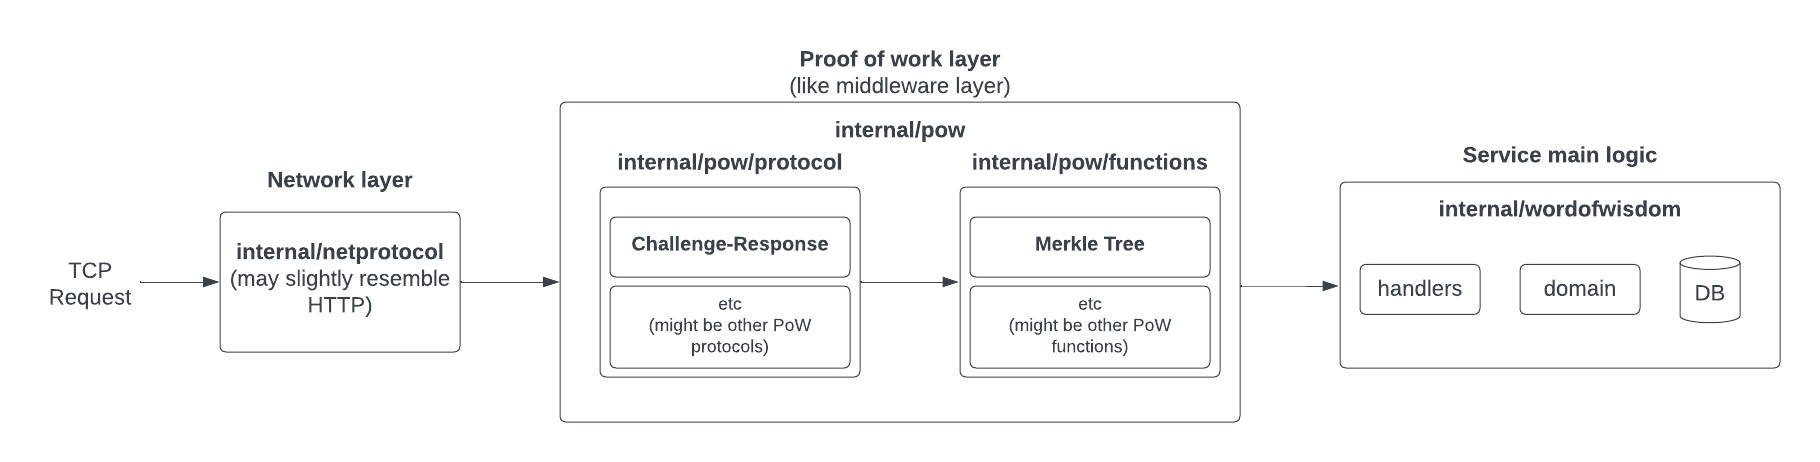 TCP
Request
Network layer
internal/netprotocol
(may slightly resemble
HTTP)
Proof of work layer
(like middleware layer)
internal/pow
internal/pow/protocol
Challenge-Response
etc
(might be other PoW
protocols)
internal/pow/functions
Merkle Tree
etc
(might be other PoW
functions)
Service main logic
internal/wordofwisdom
handlers
domain
DB